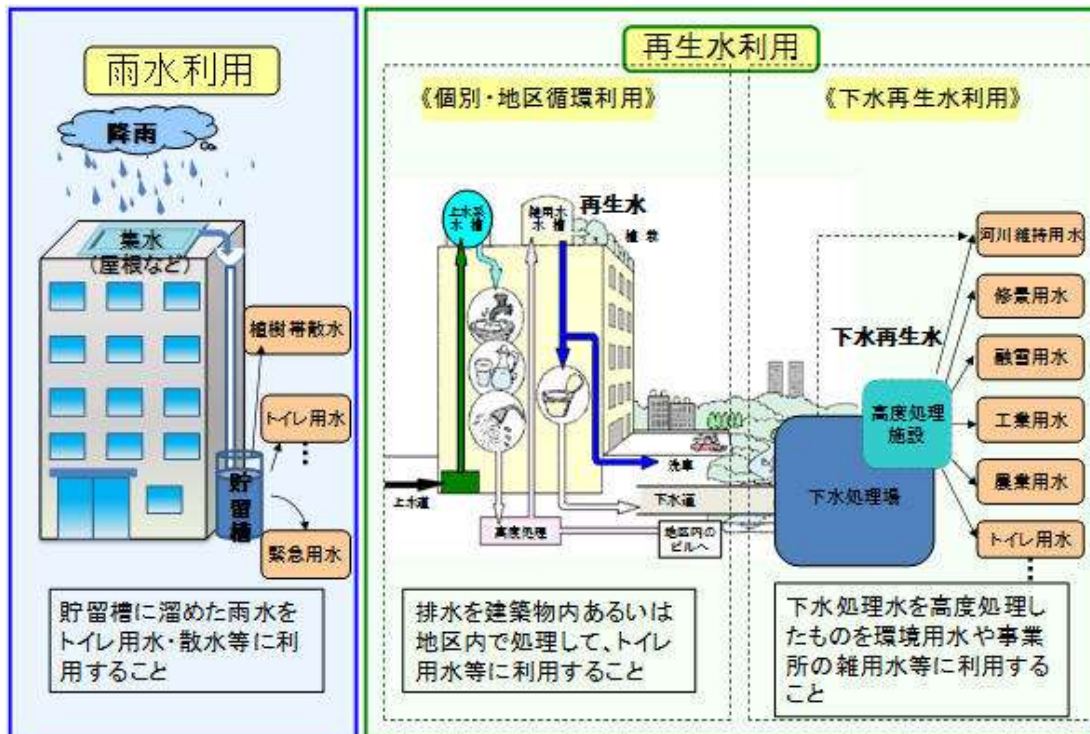 雨水利用
降雨
集水
(屋根など)
植樹帯散水
トイレ用水
貯留槽
緊急用水
貯留槽に溜めた雨水を
トイレ用水・散水等に利
用すること
再生水利用
《個別・地区循環利用》
上水系
水 槽
雑用水
水 槽
再生水
植 栽
洗車
上水道
下水道
高度処理
地区内の
ビルへ
排水を建築物内あるいは
地区内で処理して、トイレ
用水等に利用すること
《下水再生水利用》
下水再生水
高度処理
施設
下水処理場
河川維持用水
修景用水
融雪用水
工業用水
農業用水
トイレ用水
下水処理水を高度処理し
たものを環境用水や事業
所の雑用水等に利用する
こと